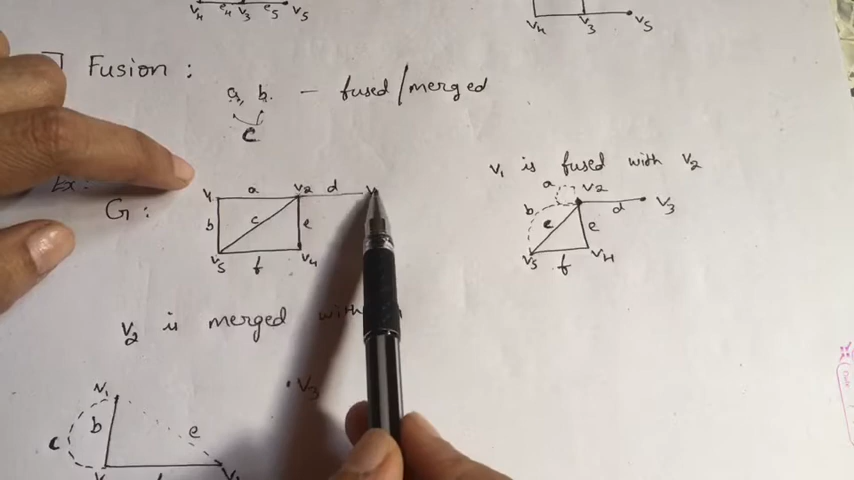 V4 e4 V3 e5 V5
V4 V3 V5
Fusion :
a, b. - fused/merged
c
Ex:
V1 is fused with V2
G:
V1 a V2 d V
b c e
V5 f V4
a V2
b c e d V3
V5 f V4
V2 is merged with
V1 V3
c b e
V f V